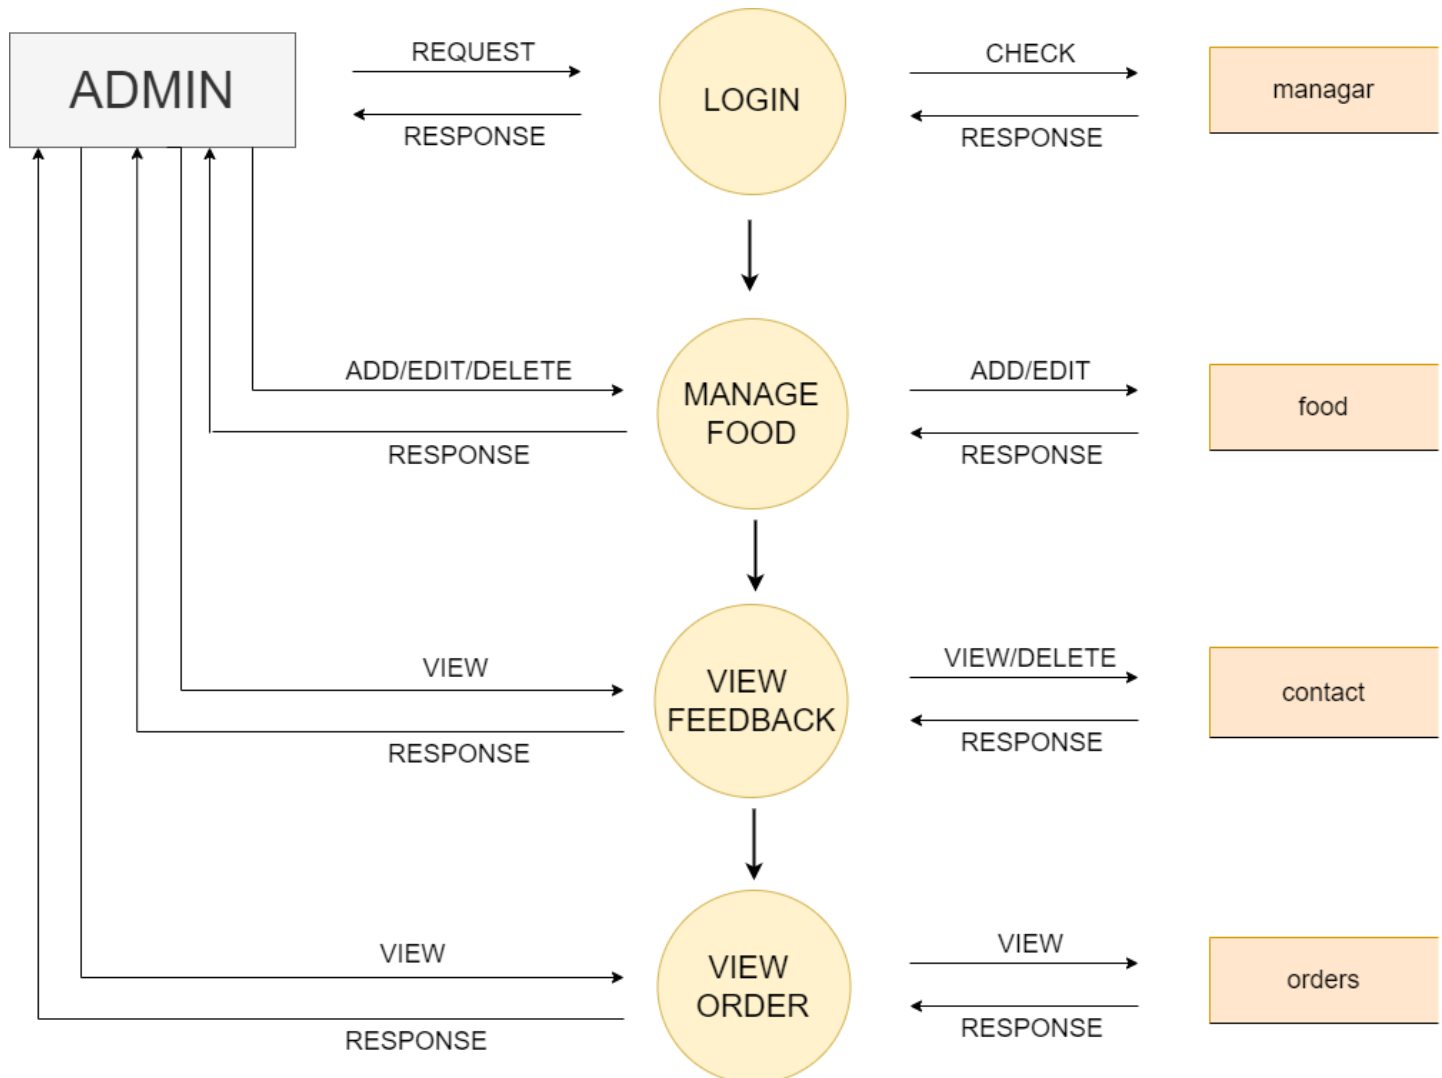 ADMIN
REQUEST
RESPONSE
LOGIN
CHECK
RESPONSE
managar
ADD/EDIT/DELETE
RESPONSE
MANAGE
FOOD
ADD/EDIT
RESPONSE
food
VIEW
RESPONSE
VIEW
FEEDBACK
VIEW/DELETE
RESPONSE
contact
VIEW
RESPONSE
VIEW
ORDER
VIEW
RESPONSE
orders